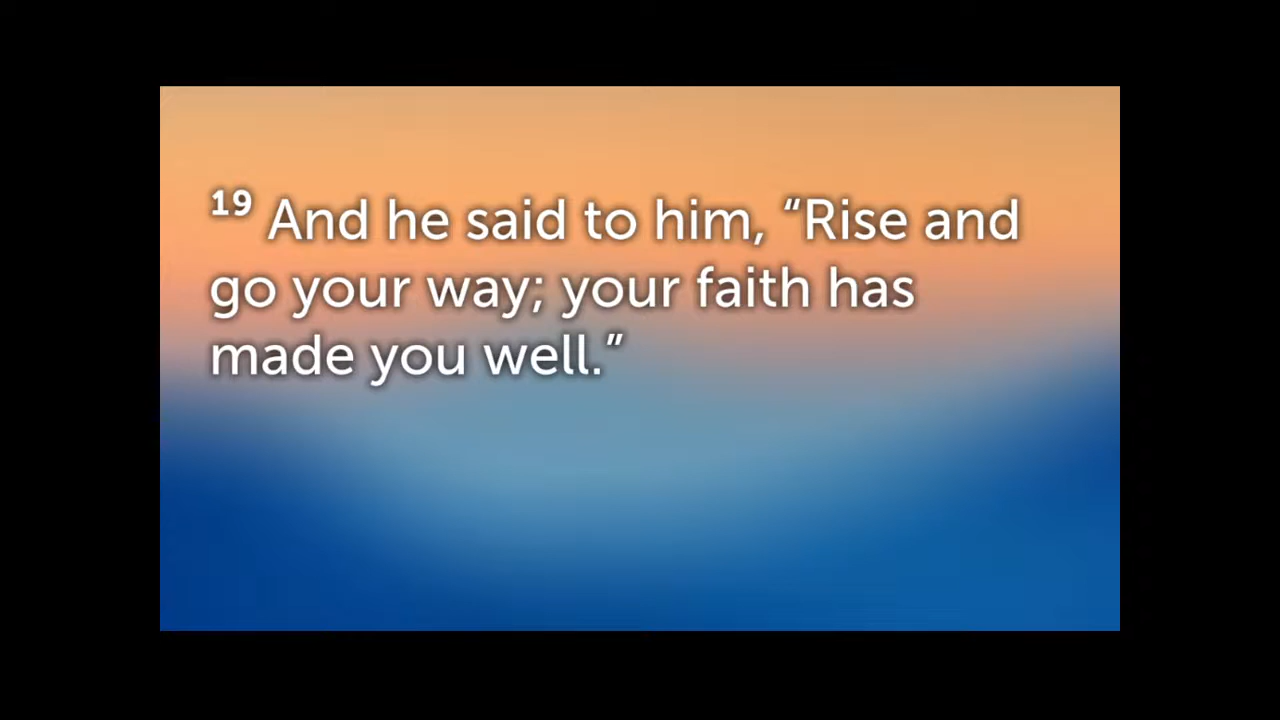 19 And he said to him, “Rise and
go your way; your faith has
made you well.”